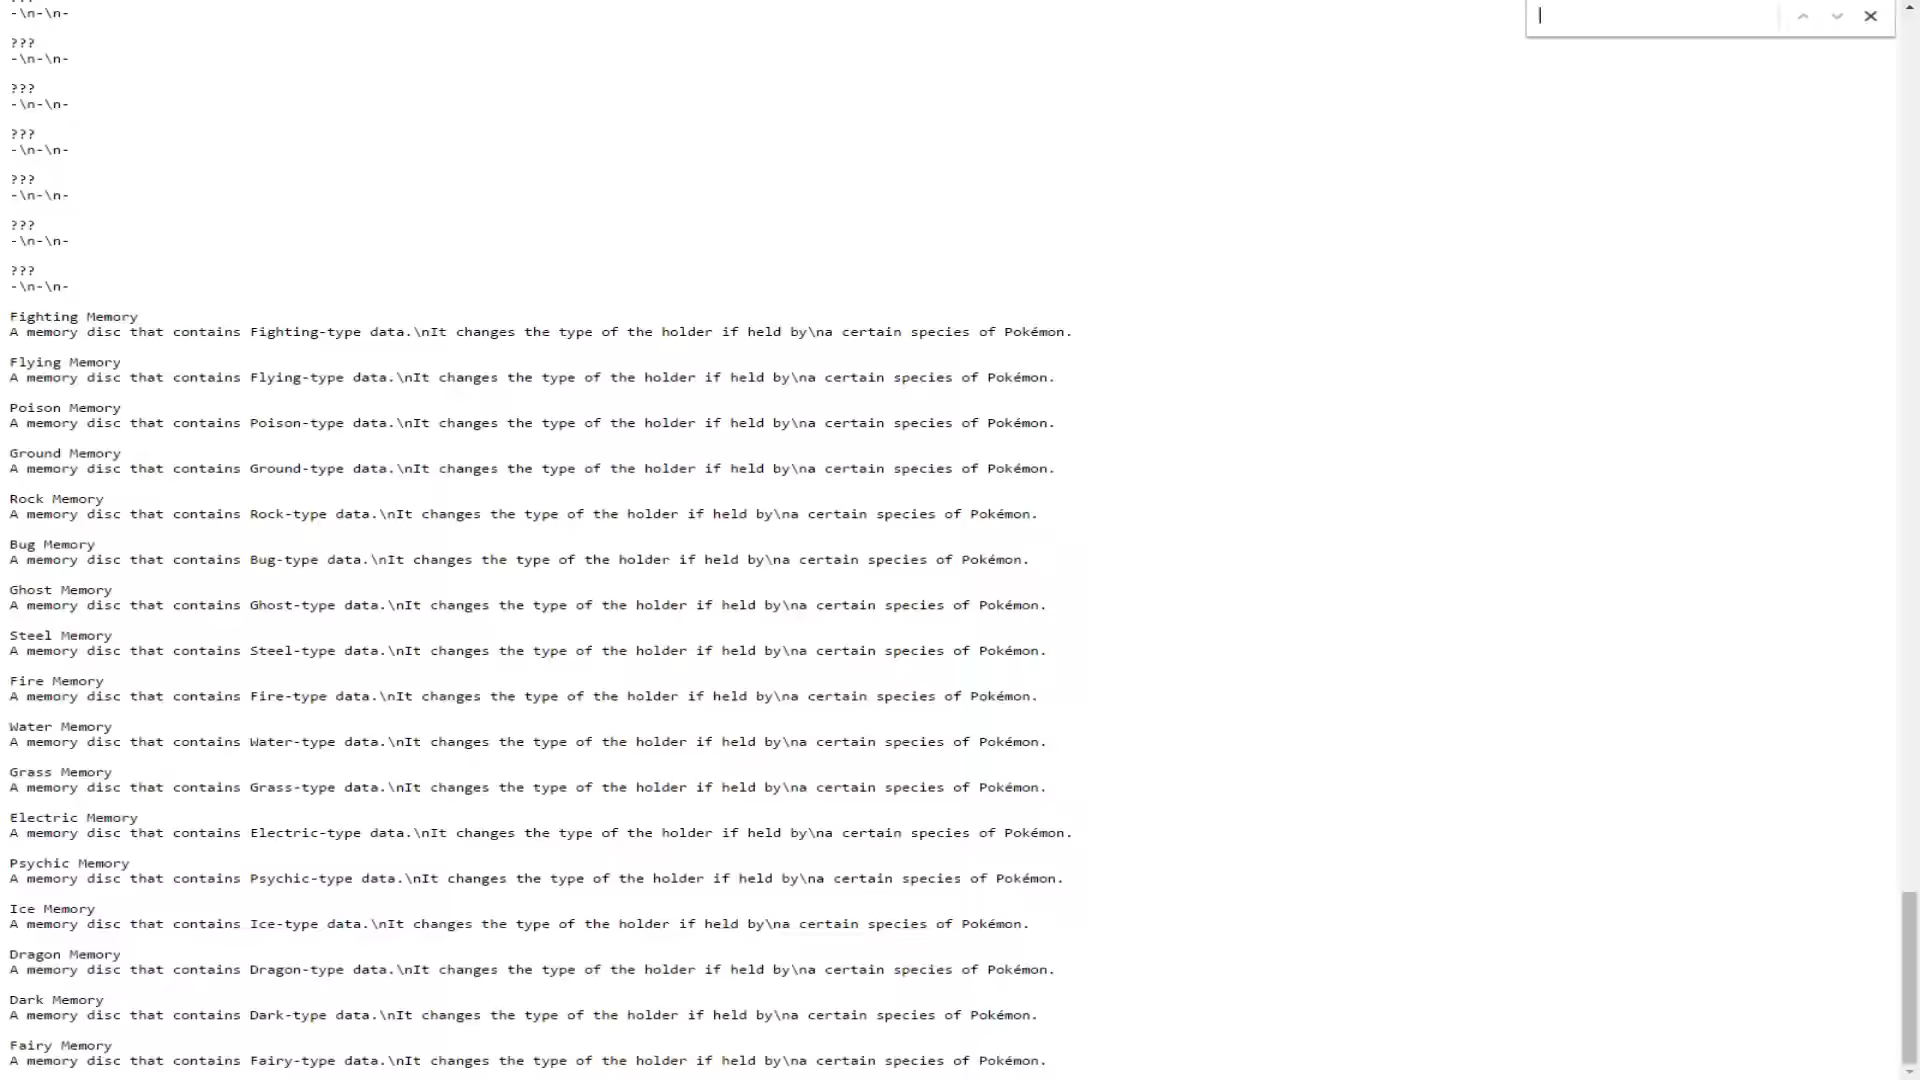 -\n-\n-
???
-\n-\n-
???
-\n-\n-
???
-\n-\n-
???
-\n-\n-
???
-\n-\n-
???
-\n-\n-
Fighting Memory
A memory disc that contains Fighting-type data.\nIt changes the type of the holder if held by\na certain species of Pokémon.
Flying Memory
A memory disc that contains Flying-type data.\nIt changes the type of the holder if held by\na certain species of Pokémon.
Poison Memory
A memory disc that contains Poison-type data.\nIt changes the type of the holder if held by\na certain species of Pokémon.
Ground Memory
A memory disc that contains Ground-type data.\nIt changes the type of the holder if held by\na certain species of Pokémon.
Rock Memory
A memory disc that contains Rock-type data.\nIt changes the type of the holder if held by\na certain species of Pokémon.
Bug Memory
A memory disc that contains Bug-type data.\nIt changes the type of the holder if held by\na certain species of Pokémon.
Ghost Memory
A memory disc that contains Ghost-type data.\nIt changes the type of the holder if held by\na certain species of Pokémon.
Steel Memory
A memory disc that contains Steel-type data.\nIt changes the type of the holder if held by\na certain species of Pokémon.
Fire Memory
A memory disc that contains Fire-type data.\nIt changes the type of the holder if held by\na certain species of Pokémon.
Water Memory
A memory disc that contains Water-type data.\nIt changes the type of the holder if held by\na certain species of Pokémon.
Grass Memory
A memory disc that contains Grass-type data.\nIt changes the type of the holder if held by\na certain species of Pokémon.
Electric Memory
A memory disc that contains Electric-type data.\nIt changes the type of the holder if held by\na certain species of Pokémon.
Psychic Memory
A memory disc that contains Psychic-type data.\nIt changes the type of the holder if held by\na certain species of Pokémon.
Ice Memory
A memory disc that contains Ice-type data.\nIt changes the type of the holder if held by\na certain species of Pokémon.
Dragon Memory
A memory disc that contains Dragon-type data.\nIt changes the type of the holder if held by\na certain species of Pokémon.
Dark Memory
A memory disc that contains Dark-type data.\nIt changes the type of the holder if held by\na certain species of Pokémon.
Fairy Memory
A memory disc that contains Fairy-type data.\nIt changes the type of the holder if held by\na certain species of Pokémon.